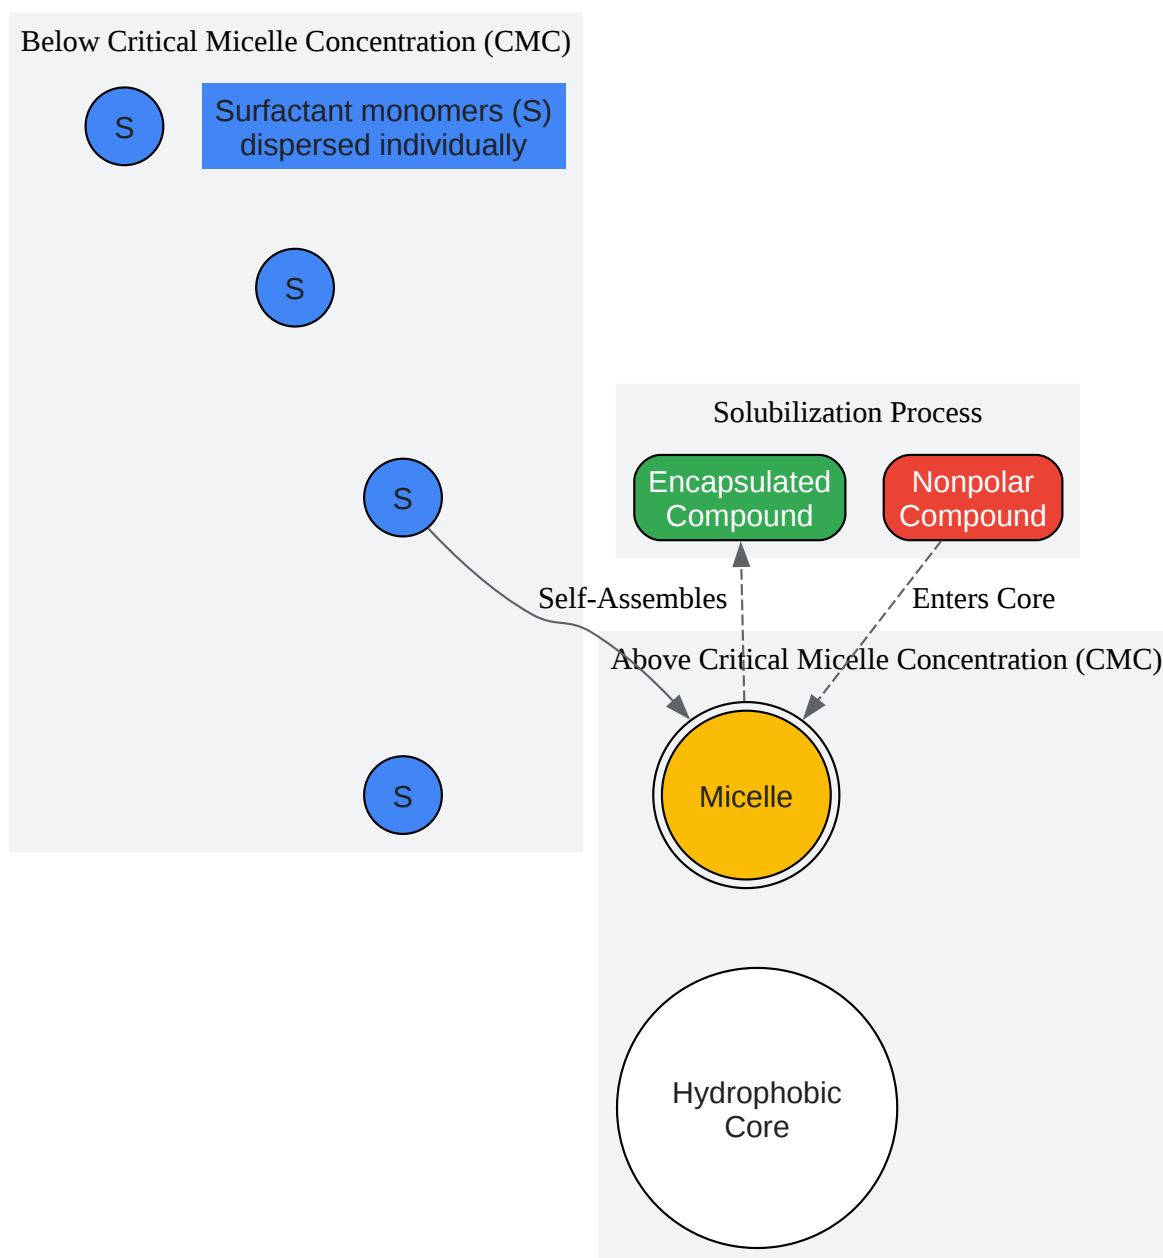 Below Critical Micelle Concentration (CMC)
S
Surfactant monomers (S)
dispersed individually
S
S
S
Solubilization Process
Encapsulated
Compound
Nonpolar
Compound
Self-Assembles
Enters Core
Above Critical Micelle Concentration (CMC)
Micelle
Hydrophobic
Core